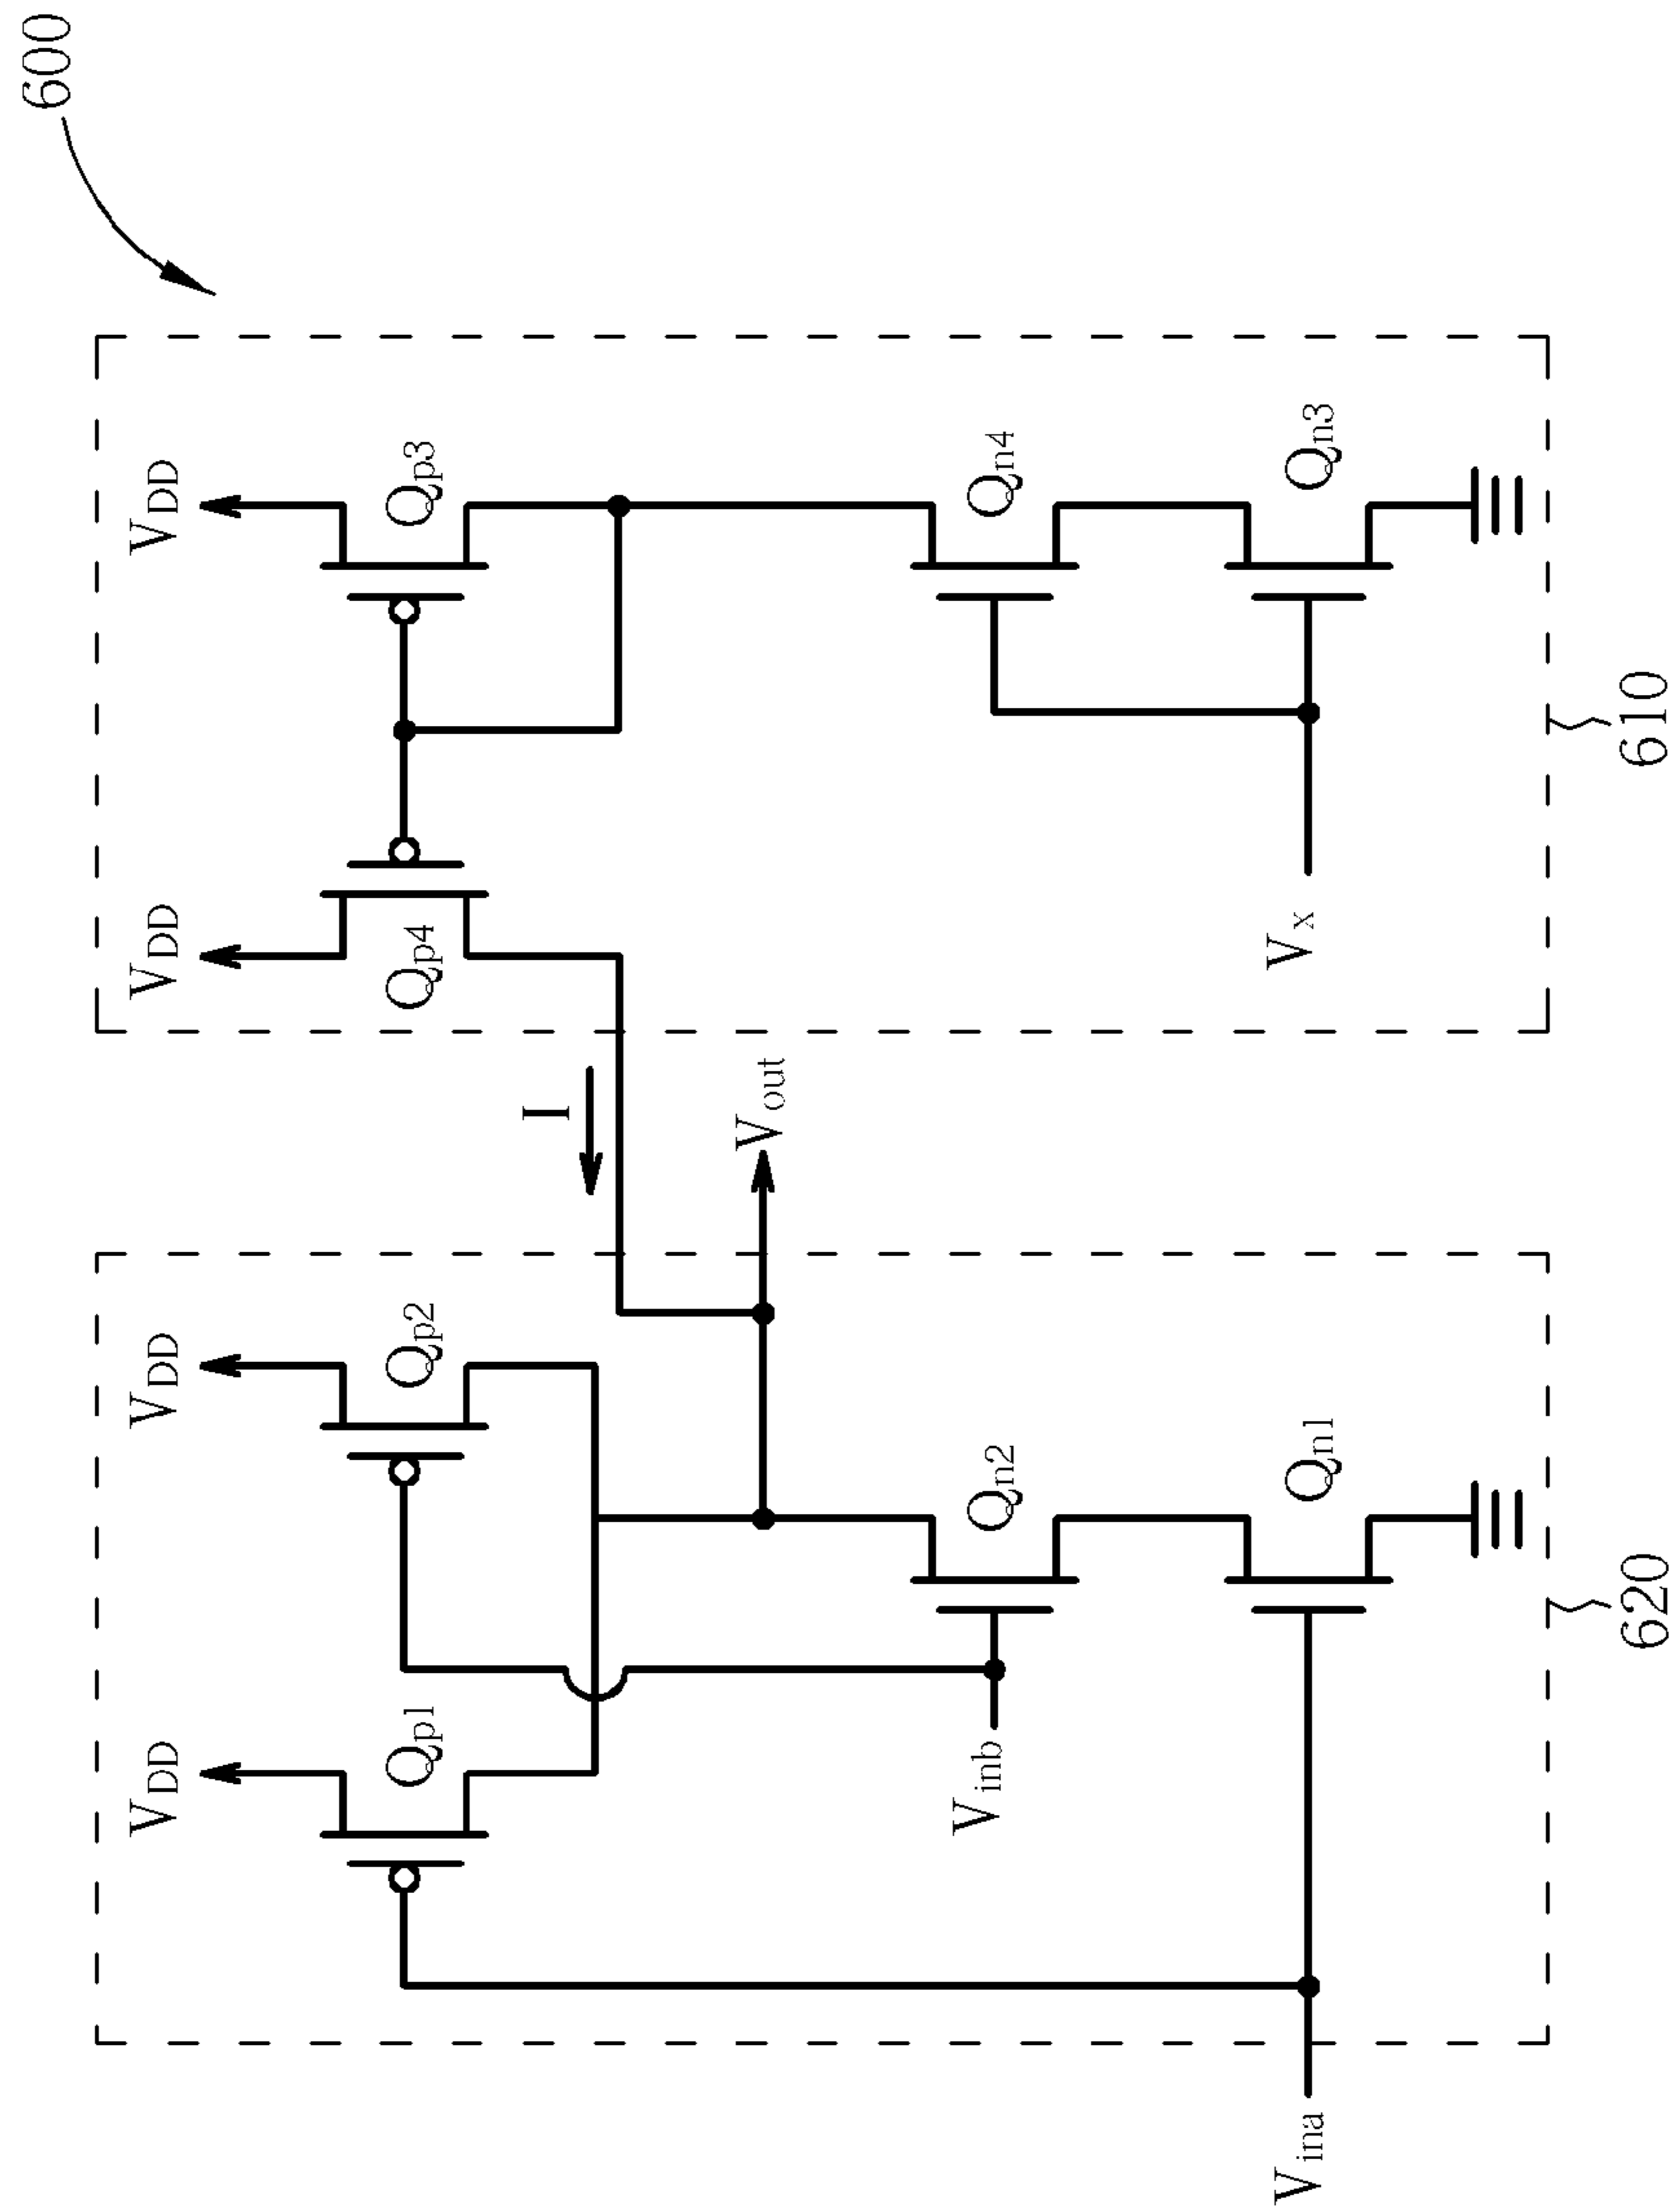 600
VDD
VDD
VDD
VDD
Qp1
Qp2
Qp4
Qp3
I
Vout
Vinb
Qn2
Qn4
Vina
Qn1
Vx
Qn3
620
610